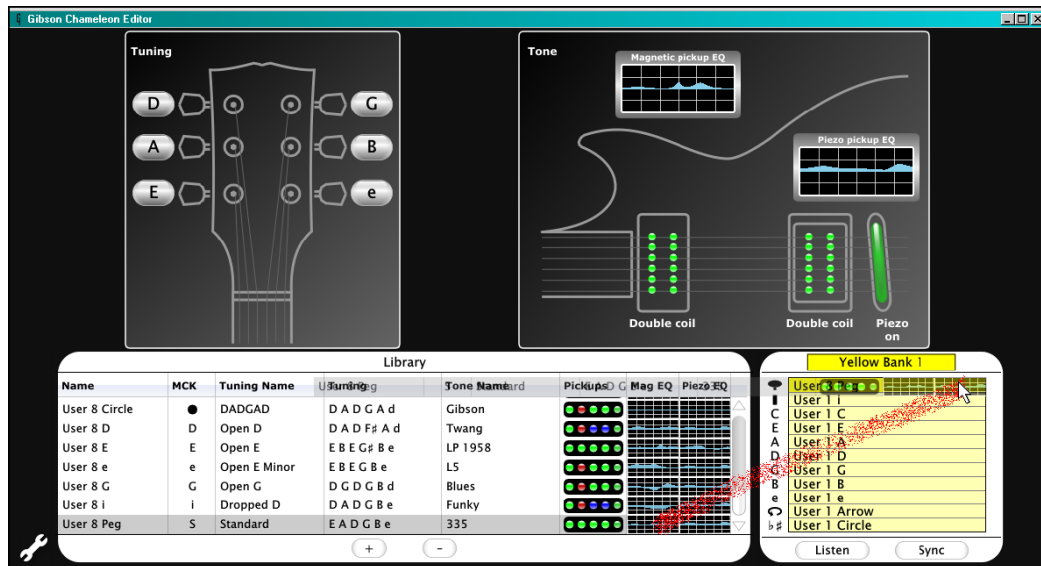 Gibson Chameleon Editor
Tuning
D G
A B
E e
Tone
Magnetic pickup EQ
Piezo pickup EQ
Double coil Double coil Piezo on
Library
Name MCK Tuning Name Tuning Tone Name Pickups Mag EQ Piezo EQ
User 8 Circle ● DADGAD D A D G A d Gibson
User 8 D D Open D D A D F♯ A d Twang
User 8 E E Open E E B E G♯ B e LP 1958
User 8 e e Open E Minor E B E G B e L5
User 8 G G Open G D G D G B d Blues
User 8 i i Dropped D D A D G B e Funky
User 8 Peg S Standard E A D G B e 335
+ -
Yellow Bank 1
User 8 Peg
User 1 i
C User 1 C
E User 1 E
A User 1 A
D User 1 D
G User 1 G
B User 1 B
e User 1 e
User 1 Arrow
♭♯ User 1 Circle
Listen Sync